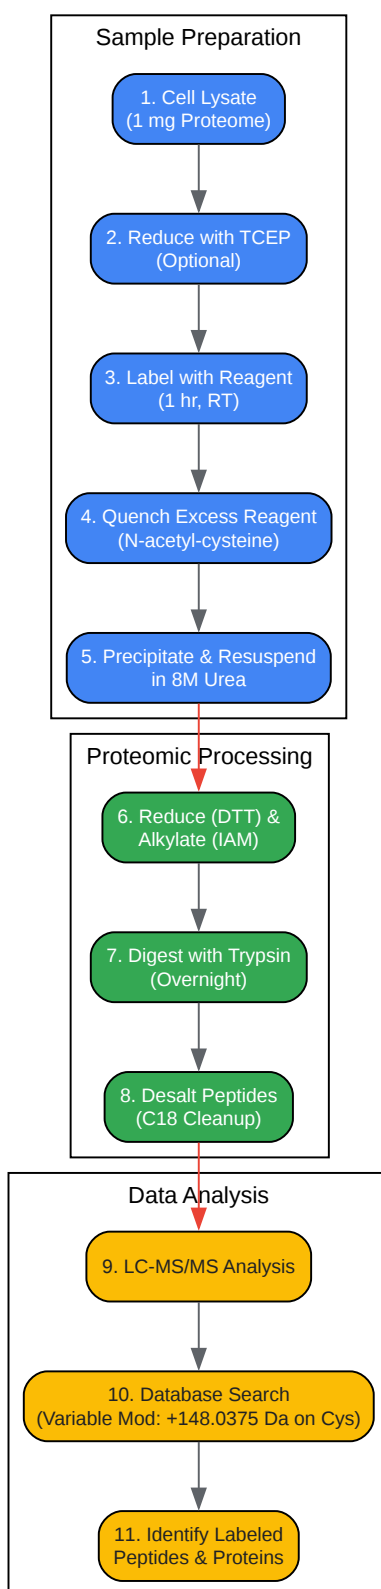 Sample Preparation
1. Cell Lysate
(1 mg Proteome)
2. Reduce with TCEP
(Optional)
3. Label with Reagent
(1 hr, RT)
4. Quench Excess Reagent
(N-acetyl-cysteine)
5. Precipitate & Resuspend
in 8M Urea
Proteomic Processing
6. Reduce (DTT) &
Alkylate (IAM)
7. Digest with Trypsin
(Overnight)
8. Desalt Peptides
(C18 Cleanup)
Data Analysis
9. LC-MS/MS Analysis
10. Database Search
(Variable Mod: +148.0375 Da on Cys)
11. Identify Labeled
Peptides & Proteins